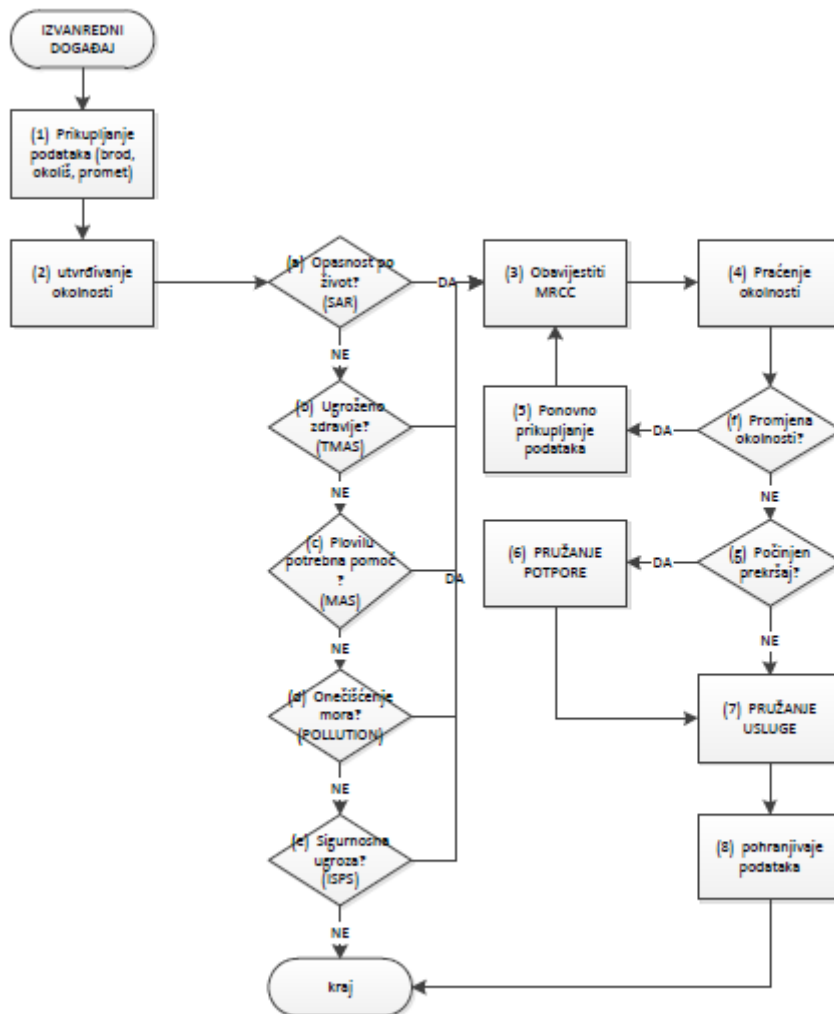 IZVANREDNI
DOGAĐAJ
(1) Prikupljanje
podataka (brod,
okoliš, promet)
(2) utvrđivanje
okolnosti
(a) Opasnost po
život?
(SAR)
DA
(3) Obavijestiti
MRCC
(4) Praćenje
okolnosti
NE
(b) Ugroženo
zdravlje?
(TMAS)
(5) Ponovno
prikupljanje
podataka
DA
(f) Promjena
okolnosti?
NE
NE
(c) Plovilu
potrebna pomoć
?
(MAS)
DA
(6) PRUŽANJE
POTPORE
DA
(g) Počinjen
prekršaj?
NE
NE
(d) Onečišćenje
mora?
(POLLUTION)
(7) PRUŽANJE
USLUGE
NE
(e) Sigurnosna
ugroza?
(ISPS)
(8) pohranjivaje
podataka
NE
kraj